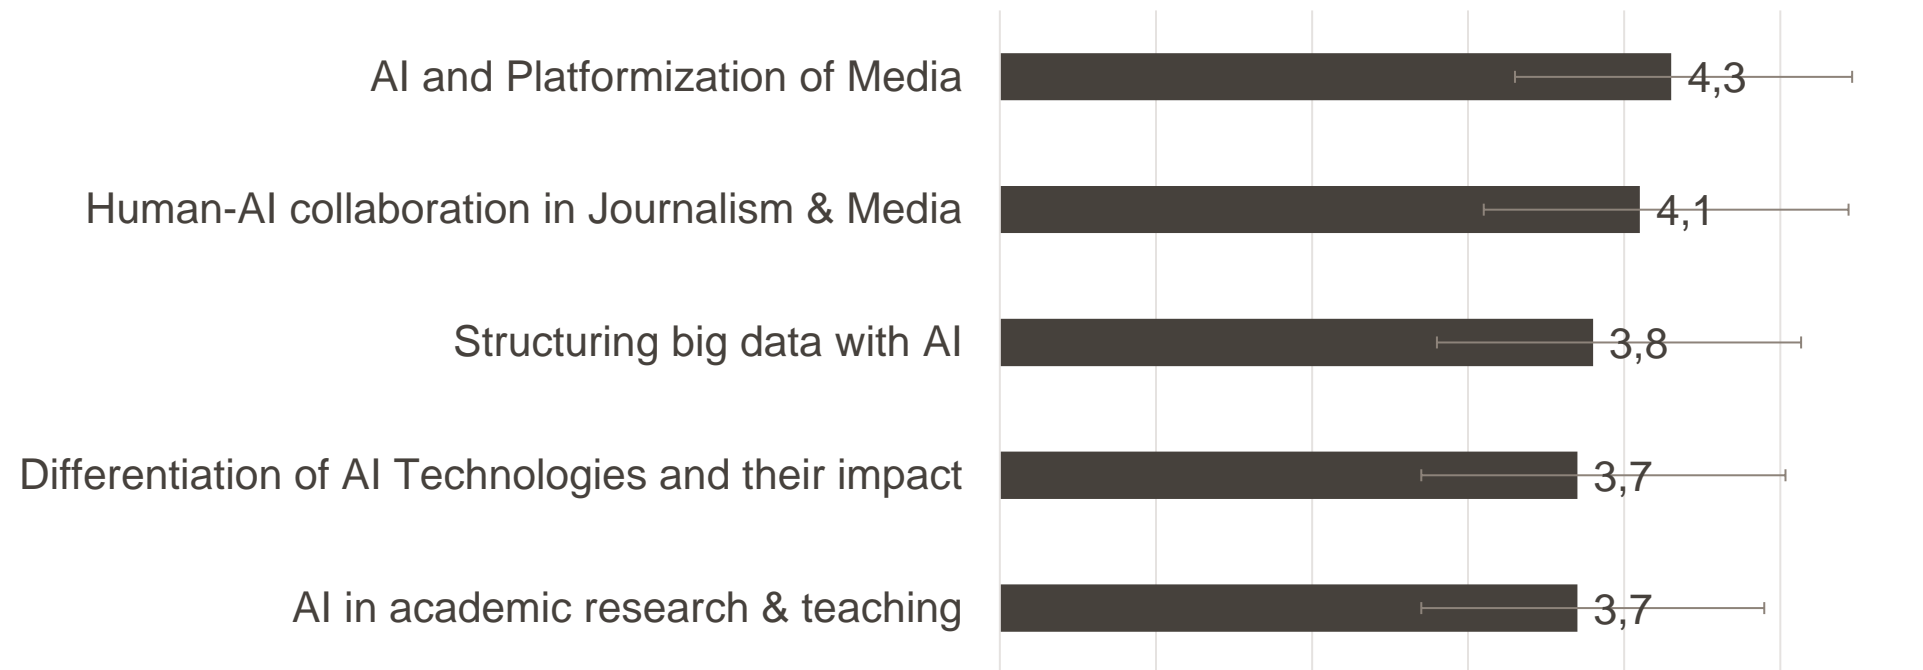 AI and Platformization of Media 4,3
Human-AI collaboration in Journalism & Media 4,1
Structuring big data with AI 3,8
Differentiation of AI Technologies and their impact 3,7
AI in academic research & teaching 3,7